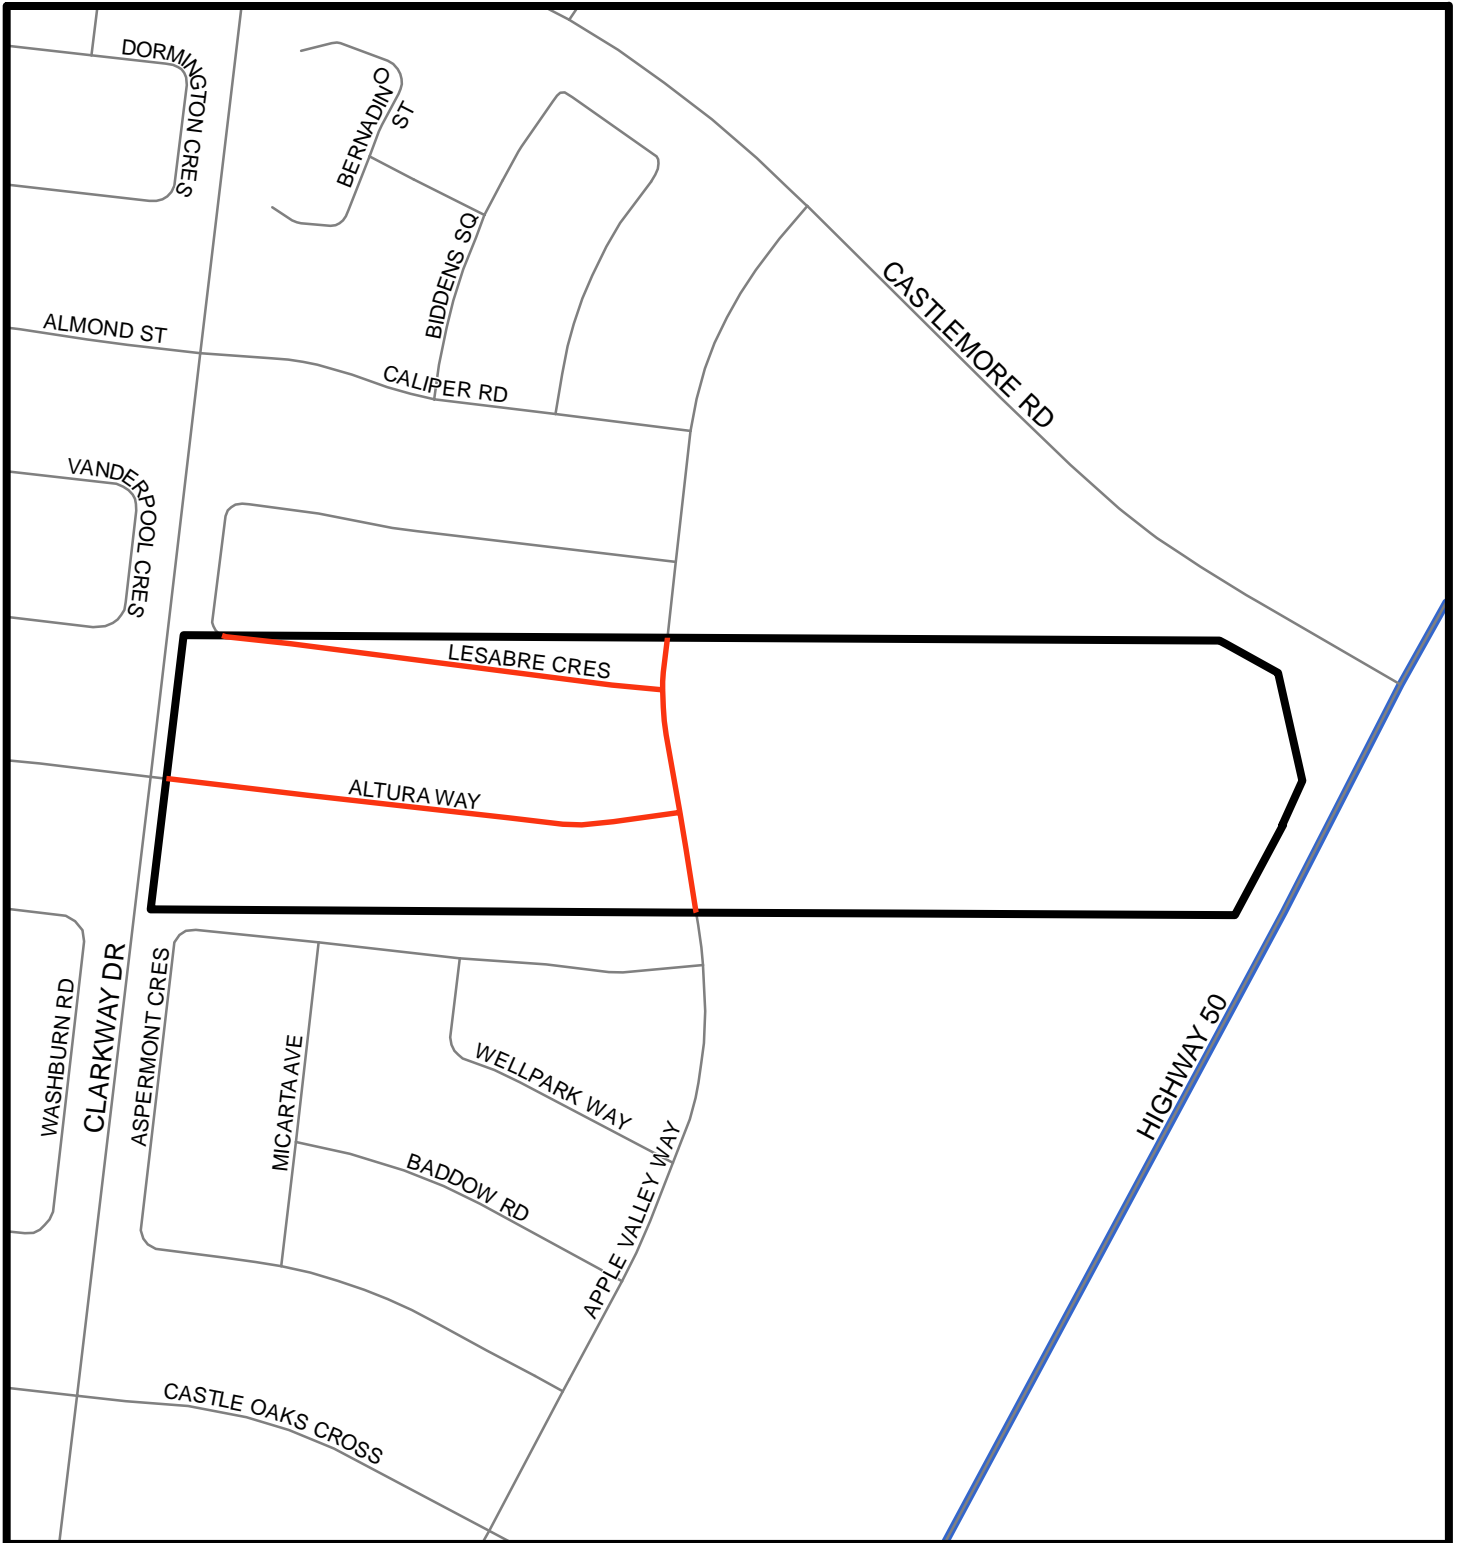 DORMINGTON CRES
BERNADINO ST
BIDDENS SQ
CASTLEMORE RD
ALMOND ST
CALIPER RD
VANDERPOOL CRES
LESABRE CRES
ALTURA WAY
WASHBURN RD
CLARKWAY DR
ASPERMONT CRES
MICARTA AVE
WELLPARK WAY
BADDOW RD
APPLE VALLEY WAY
HIGHWAY 50
CASTLE OAKS CROSS